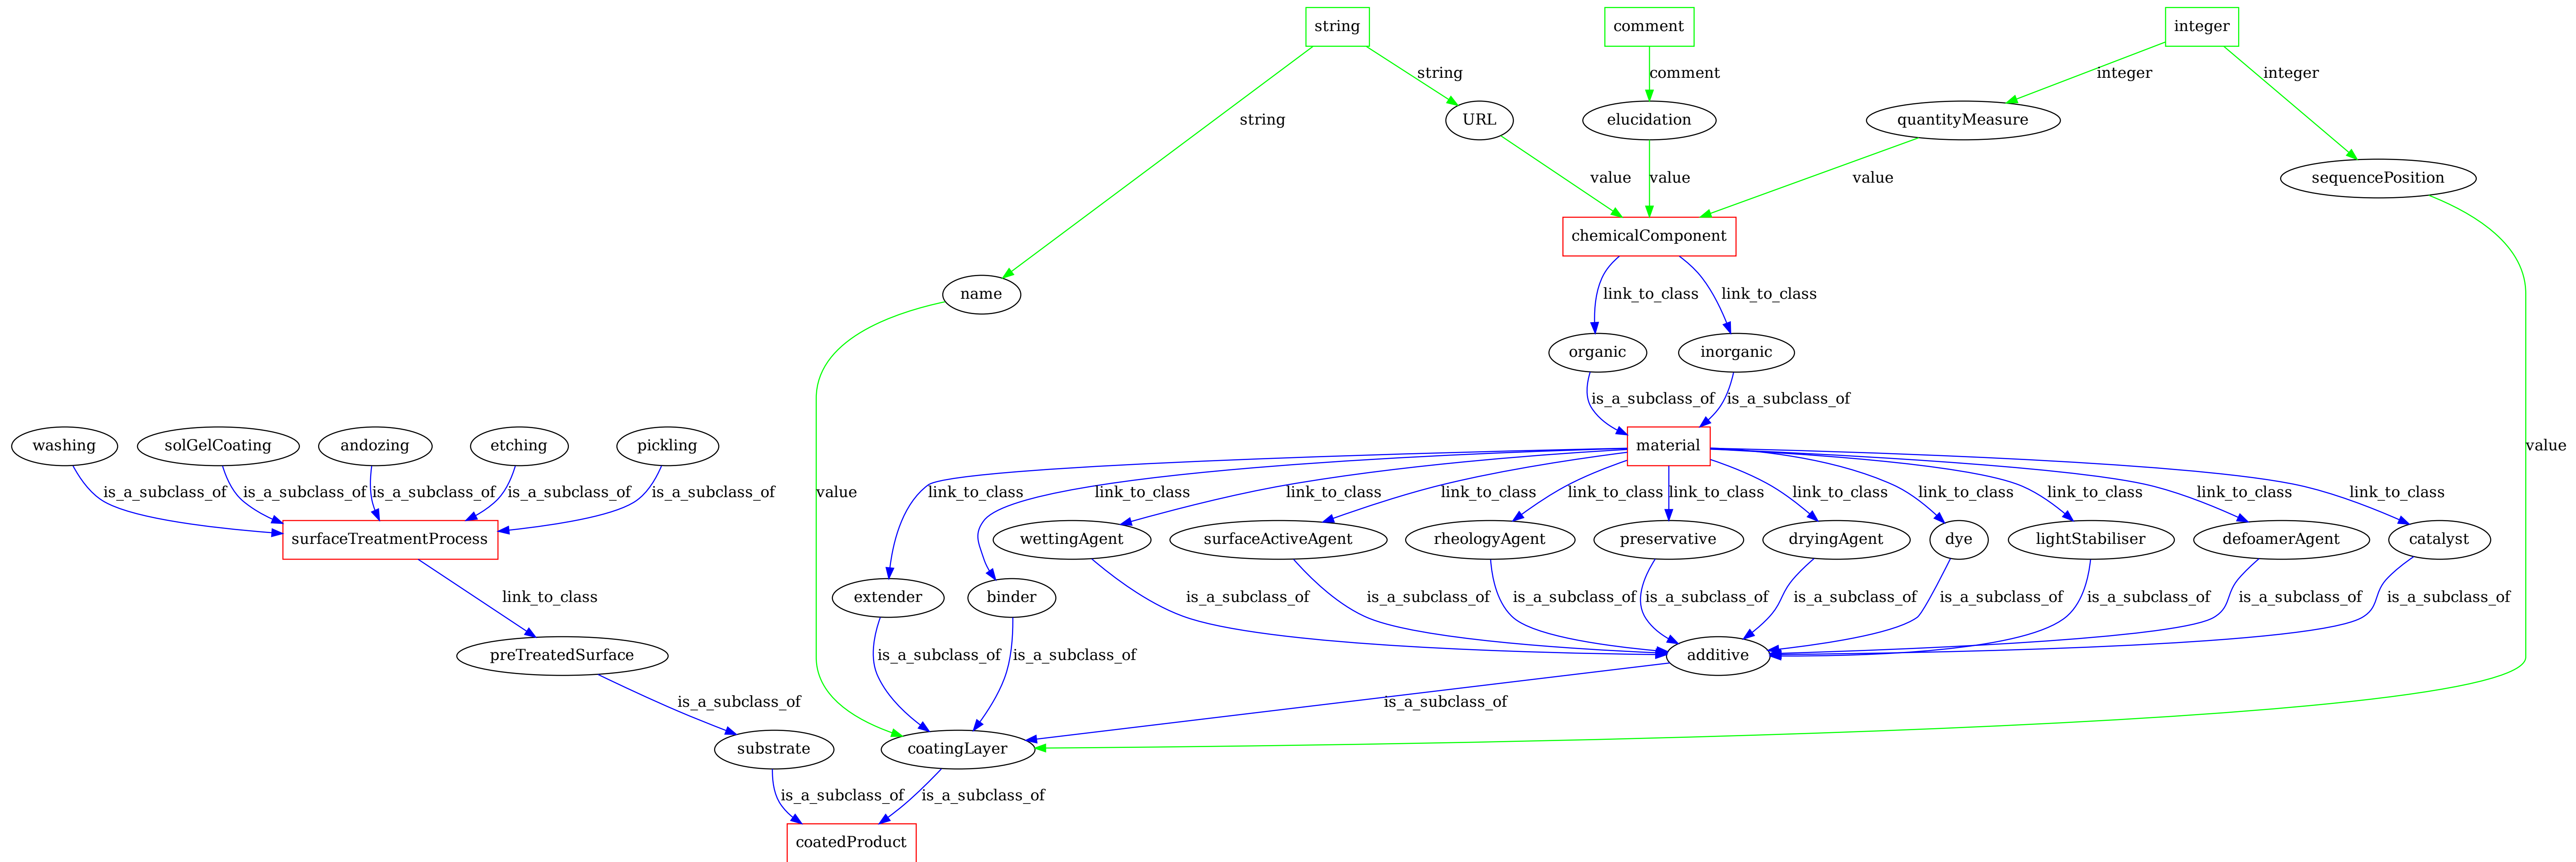 string
comment
integer
string
comment
integer
integer
string
URL
elucidation
quantityMeasure
value
value
value
sequencePosition
chemicalComponent
name
link_to_class
link_to_class
organic
inorganic
is_a_subclass_of
is_a_subclass_of
washing
solGelCoating
andozing
etching
pickling
material
value
is_a_subclass_of
is_a_subclass_of
is_a_subclass_of
is_a_subclass_of
is_a_subclass_of
value
link_to_class
link_to_class
link_to_class
link_to_class
link_to_class
link_to_class
link_to_class
link_to_class
link_to_class
link_to_class
link_to_class
surfaceTreatmentProcess
wettingAgent
surfaceActiveAgent
rheologyAgent
preservative
dryingAgent
dye
lightStabiliser
defoamerAgent
catalyst
link_to_class
extender
binder
is_a_subclass_of
is_a_subclass_of
is_a_subclass_of
is_a_subclass_of
is_a_subclass_of
is_a_subclass_of
is_a_subclass_of
is_a_subclass_of
is_a_subclass_of
preTreatedSurface
is_a_subclass_of
is_a_subclass_of
additive
is_a_subclass_of
is_a_subclass_of
substrate
coatingLayer
is_a_subclass_of
is_a_subclass_of
coatedProduct